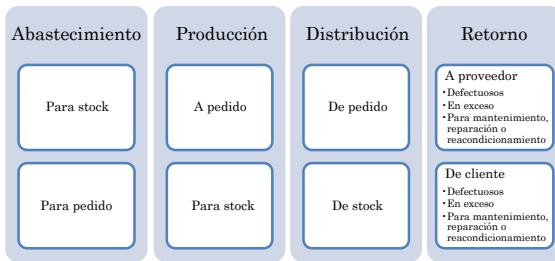 Abastecimiento
Para stock
Para pedido
Producción
A pedido
Para stock
Distribución
De pedido
De stock
Retorno
A proveedor
•Defectuosos
•En exceso
•Para mantenimiento,
reparación o
reacondicionamiento
De cliente
•Defectuosos
•En exceso
•Para mantenimiento,
reparación o
reacondicionamiento